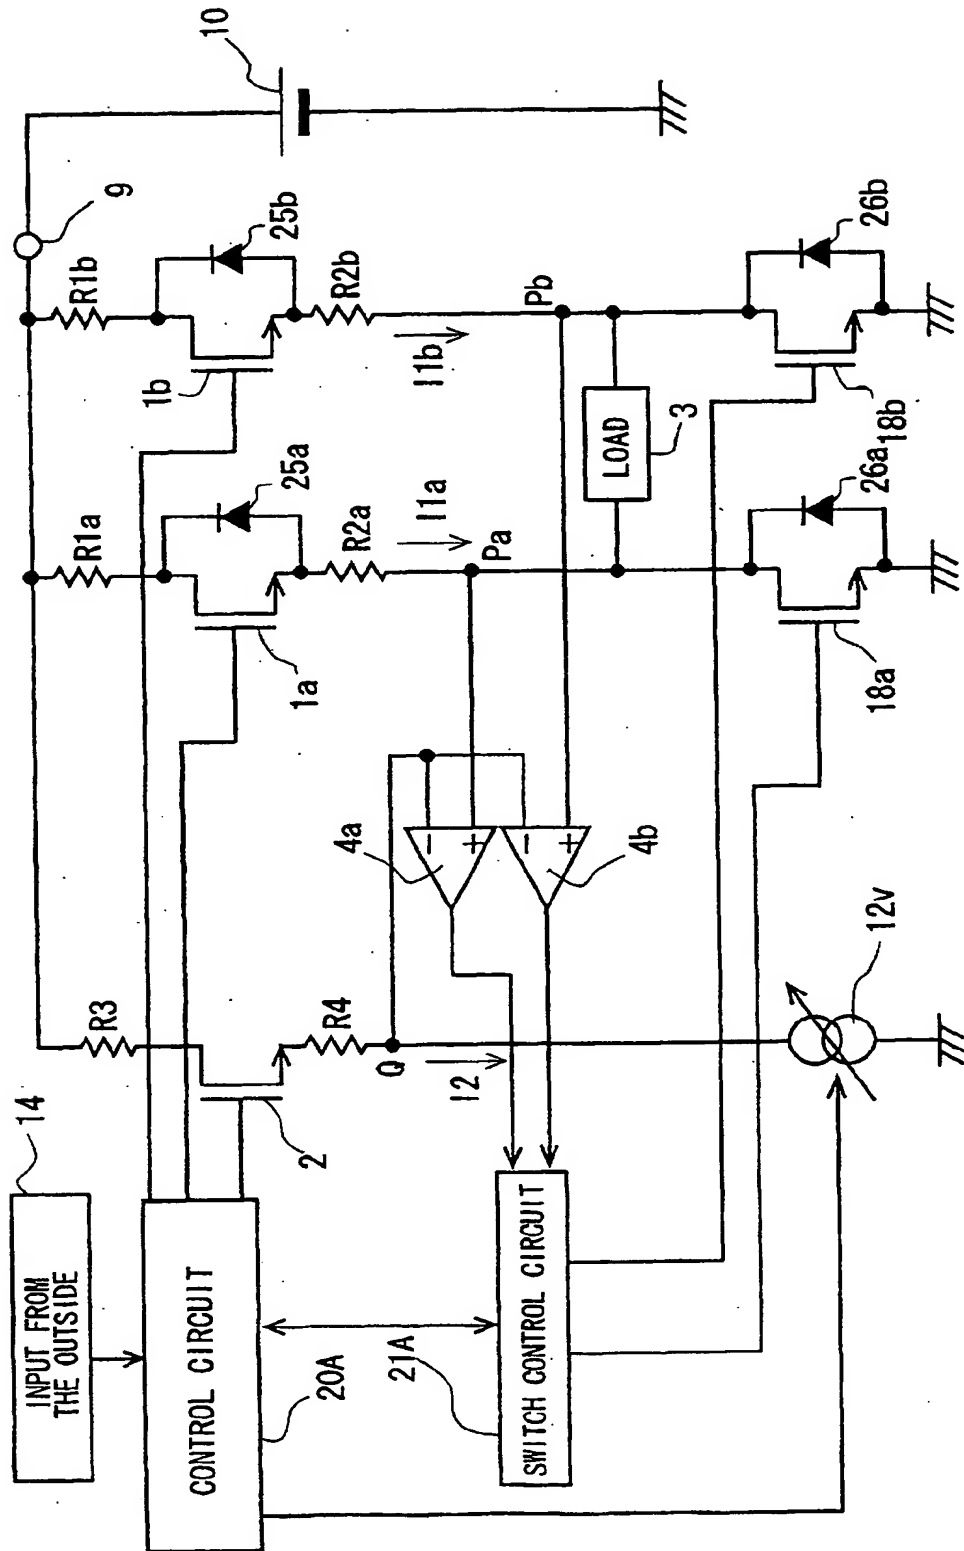 10
9
R1b
25b
1b
R2b
I1b
Pb
26b
18b
LOAD
3
R1a
25a
1a
R2a
I1a
Pa
26a
18a
4a
4b
−
+
−
+
R3
R4
2
Q
I2
12v
14
INPUT FROM
THE OUTSIDE
CONTROL CIRCUIT
20A
21A
SWITCH CONTROL CIRCUIT